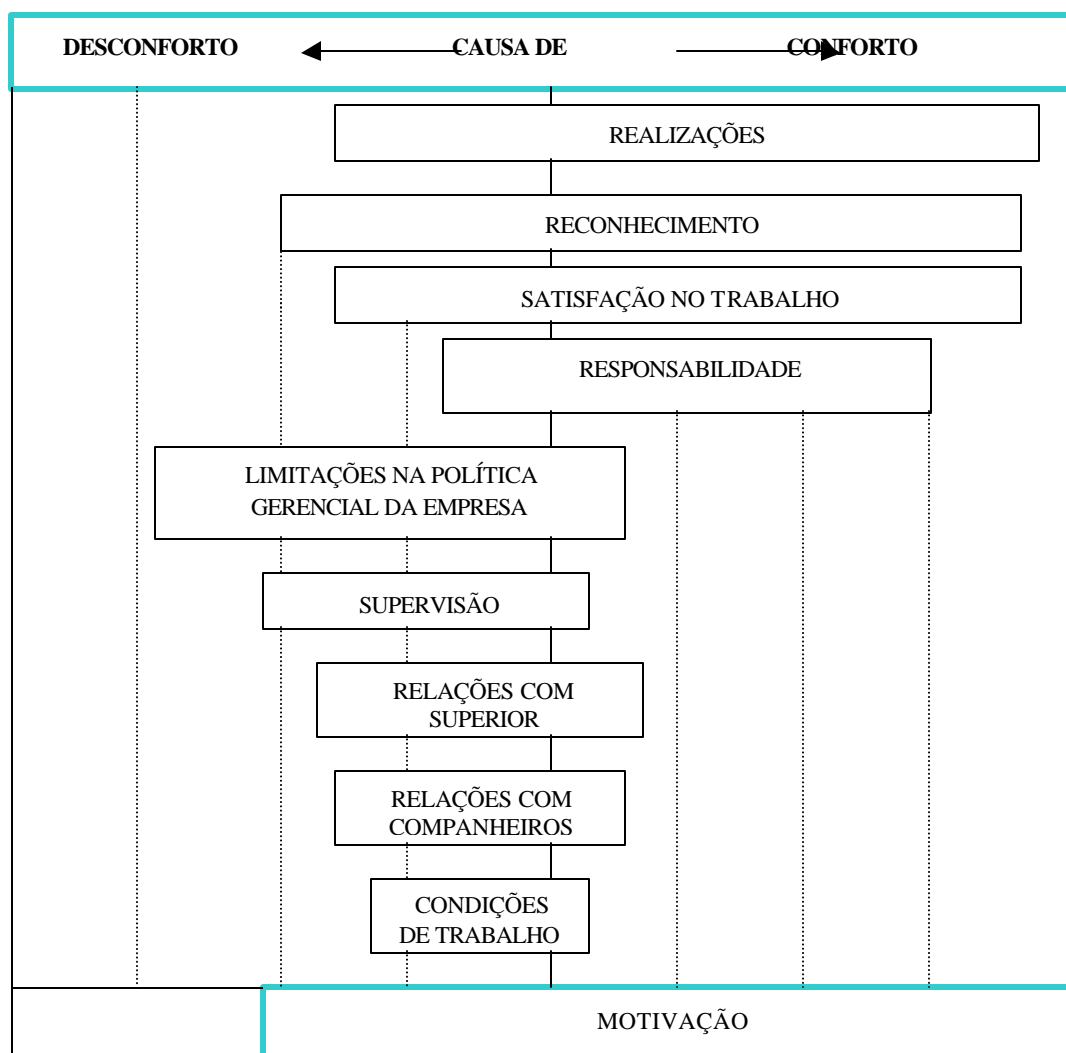 DESCONFORTO CAUSA DE CONFORTO
REALIZAÇÕES
RECONHECIMENTO
SATISFAÇÃO NO TRABALHO
RESPONSABILIDADE
LIMITAÇÕES NA POLÍTICA
GERENCIAL DA EMPRESA
SUPERVISÃO
RELAÇÕES COM
SUPERIOR
RELAÇÕES COM
COMPANHEIROS
CONDIÇÕES
DE TRABALHO
MOTIVAÇÃO